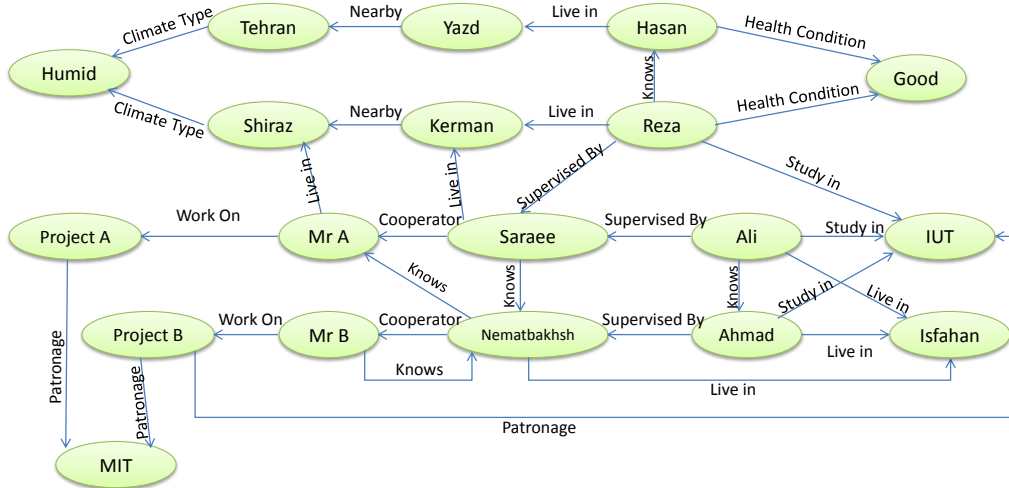 Climate Type
Tehran
Nearby
Yazd
Live in
Hasan
Health Condition
Humid
Good
Knows
Climate Type
Shiraz
Nearby
Kerman
Live in
Reza
Health Condition
Live in
Live in
Supervised By
Study in
Project A
Work On
Mr A
Cooperator
Saraee
Supervised By
Ali
Study in
IUT
Knows
Knows
Knows
Study in
Live in
Project B
Work On
Mr B
Cooperator
Nematbakhsh
Supervised By
Ahmad
Live in
Isfahan
Patronage
Patronage
Knows
Live in
Patronage
MIT